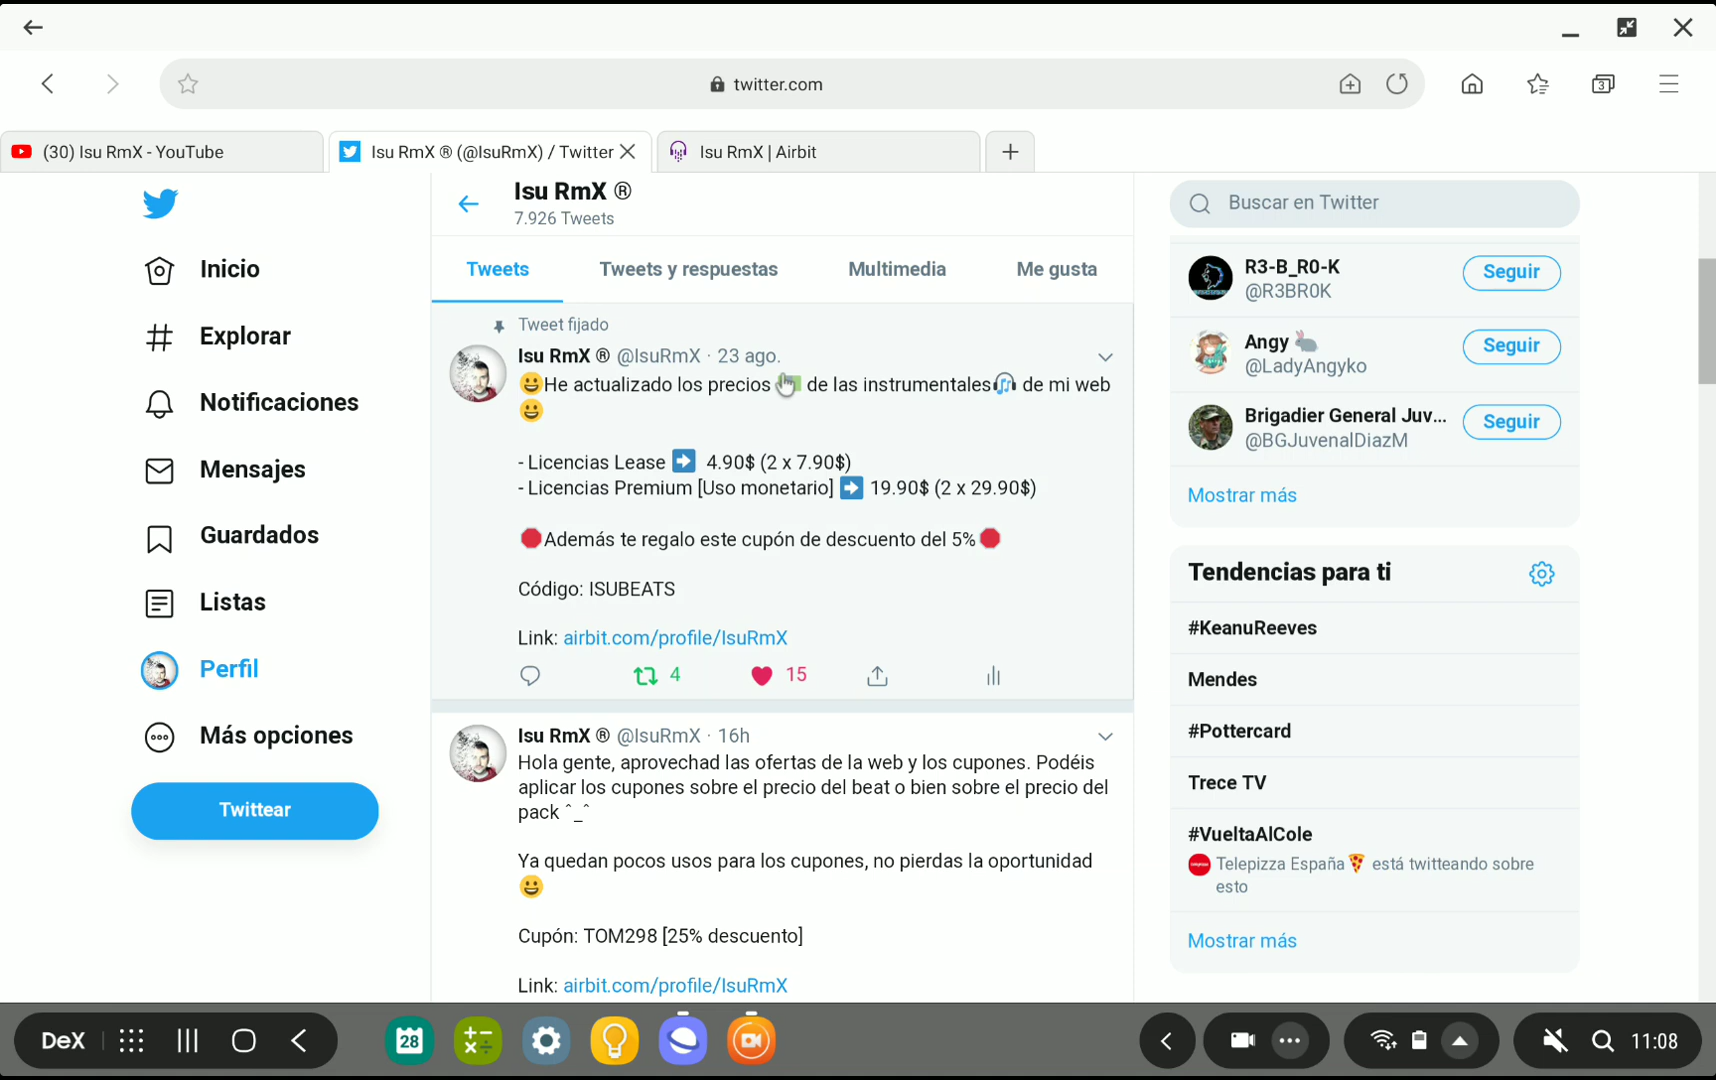 twitter.com
3
(30) Isu RmX - YouTube
Isu RmX ® (@IsuRmX) / Twitter
Isu RmX | Airbit
Inicio
Explorar
Notificaciones
Mensajes
Guardados
Listas
Perfil
Más opciones
Twittear
Isu RmX ®
7.926 Tweets
Tweets
Tweets y respuestas
Multimedia
Me gusta
Tweet fijado
Isu RmX ® @IsuRmX · 23 ago.
😀He actualizado los precios 💵 de las instrumentales🎧 de mi web
😀
- Licencias Lease ➡ 4.90$ (2 x 7.90$)
- Licencias Premium [Uso monetario] ➡ 19.90$ (2 x 29.90$)
🛑Además te regalo este cupón de descuento del 5%🛑
Código: ISUBEATS
Link: airbit.com/profile/IsuRmX
4
15
Isu RmX ® @IsuRmX · 16h
Hola gente, aprovechad las ofertas de la web y los cupones. Podéis
aplicar los cupones sobre el precio del beat o bien sobre el precio del
pack ^_^
Ya quedan pocos usos para los cupones, no pierdas la oportunidad
😀
Cupón: TOM298 [25% descuento]
Link: airbit.com/profile/IsuRmX
Buscar en Twitter
R3-B_R0-K
@R3BR0K
Seguir
Angy 🐇
@LadyAngyko
Seguir
Brigadier General Juv...
@BGJuvenalDiazM
Seguir
Mostrar más
Tendencias para ti
#KeanuReeves
Mendes
#Pottercard
Trece TV
#VueltaAlCole
Telepizza España🍕 está twitteando sobre
esto
Mostrar más
DeX
28
11:08